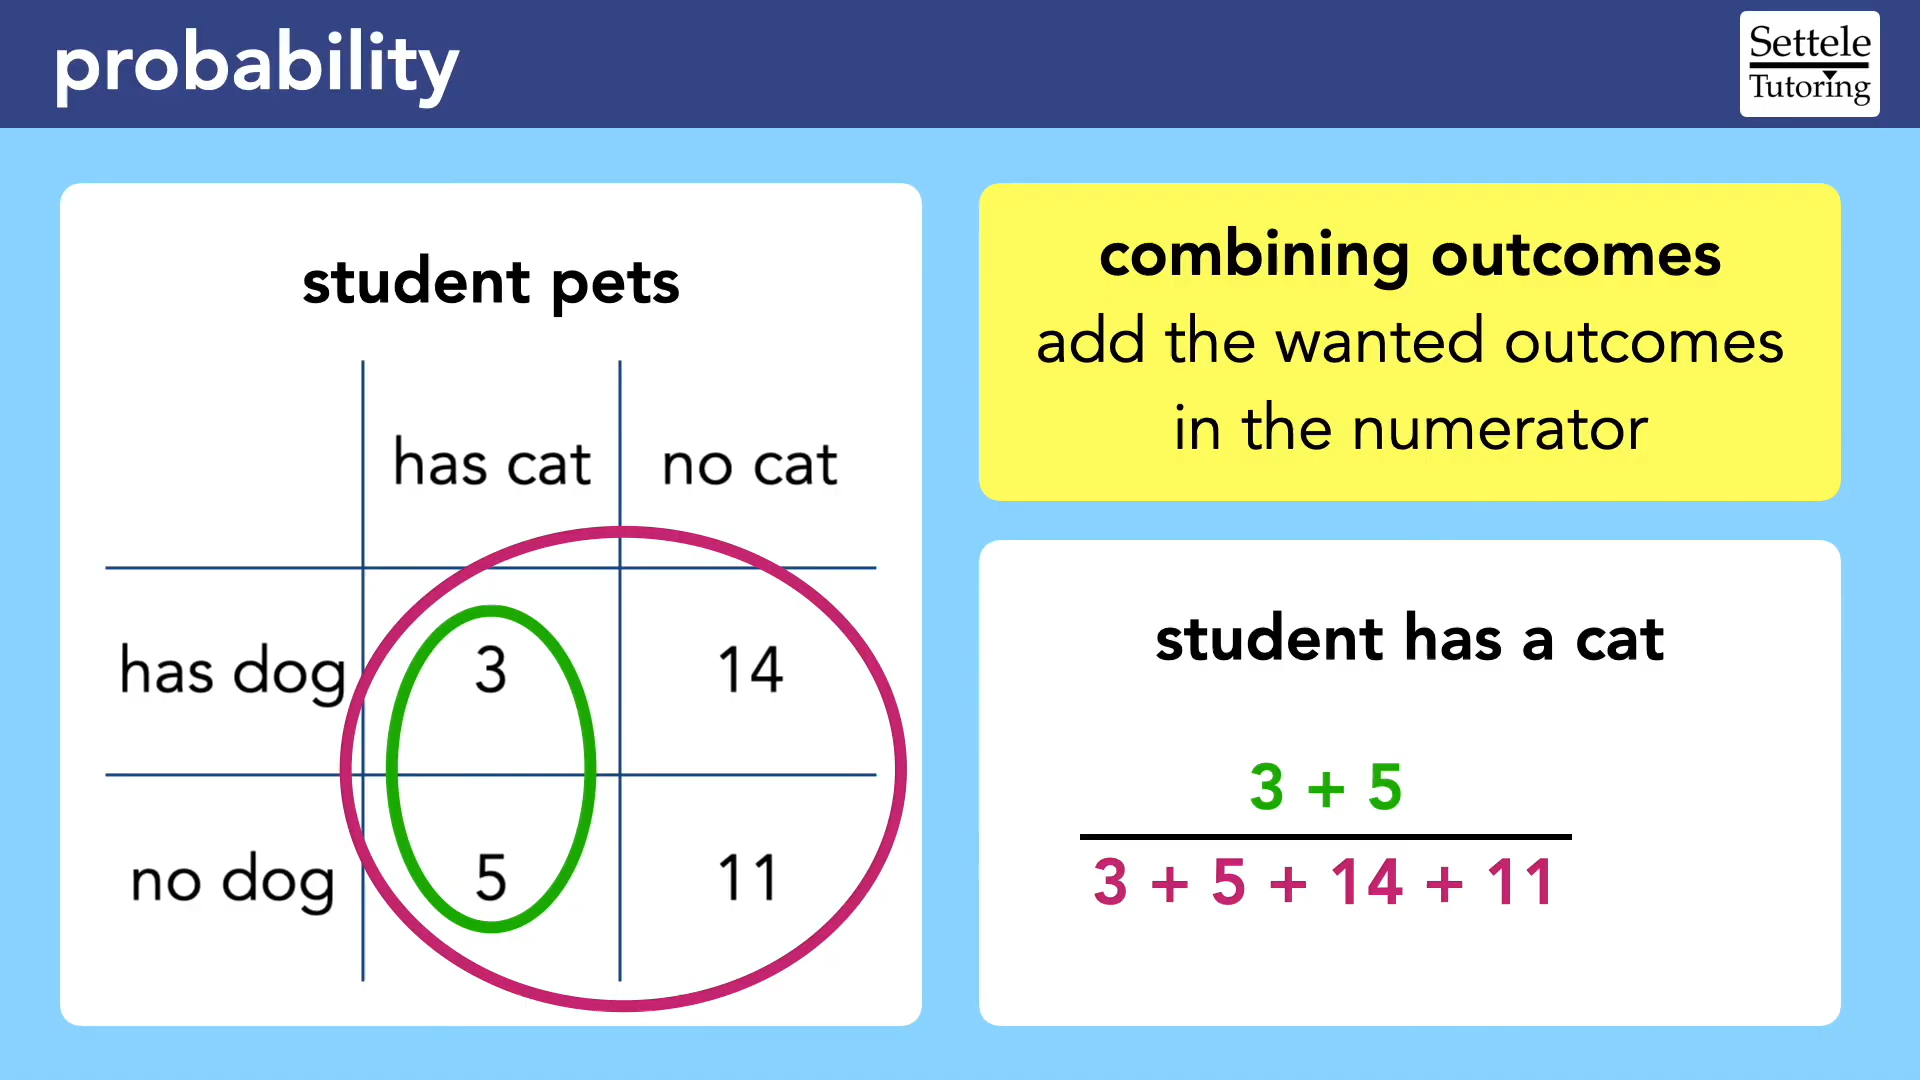 probability
Settele
Tutoring
student pets
has cat no cat
has dog 3 14
no dog 5 11
combining outcomes
add the wanted outcomes
in the numerator
student has a cat
3 + 5
3 + 5 + 14 + 11